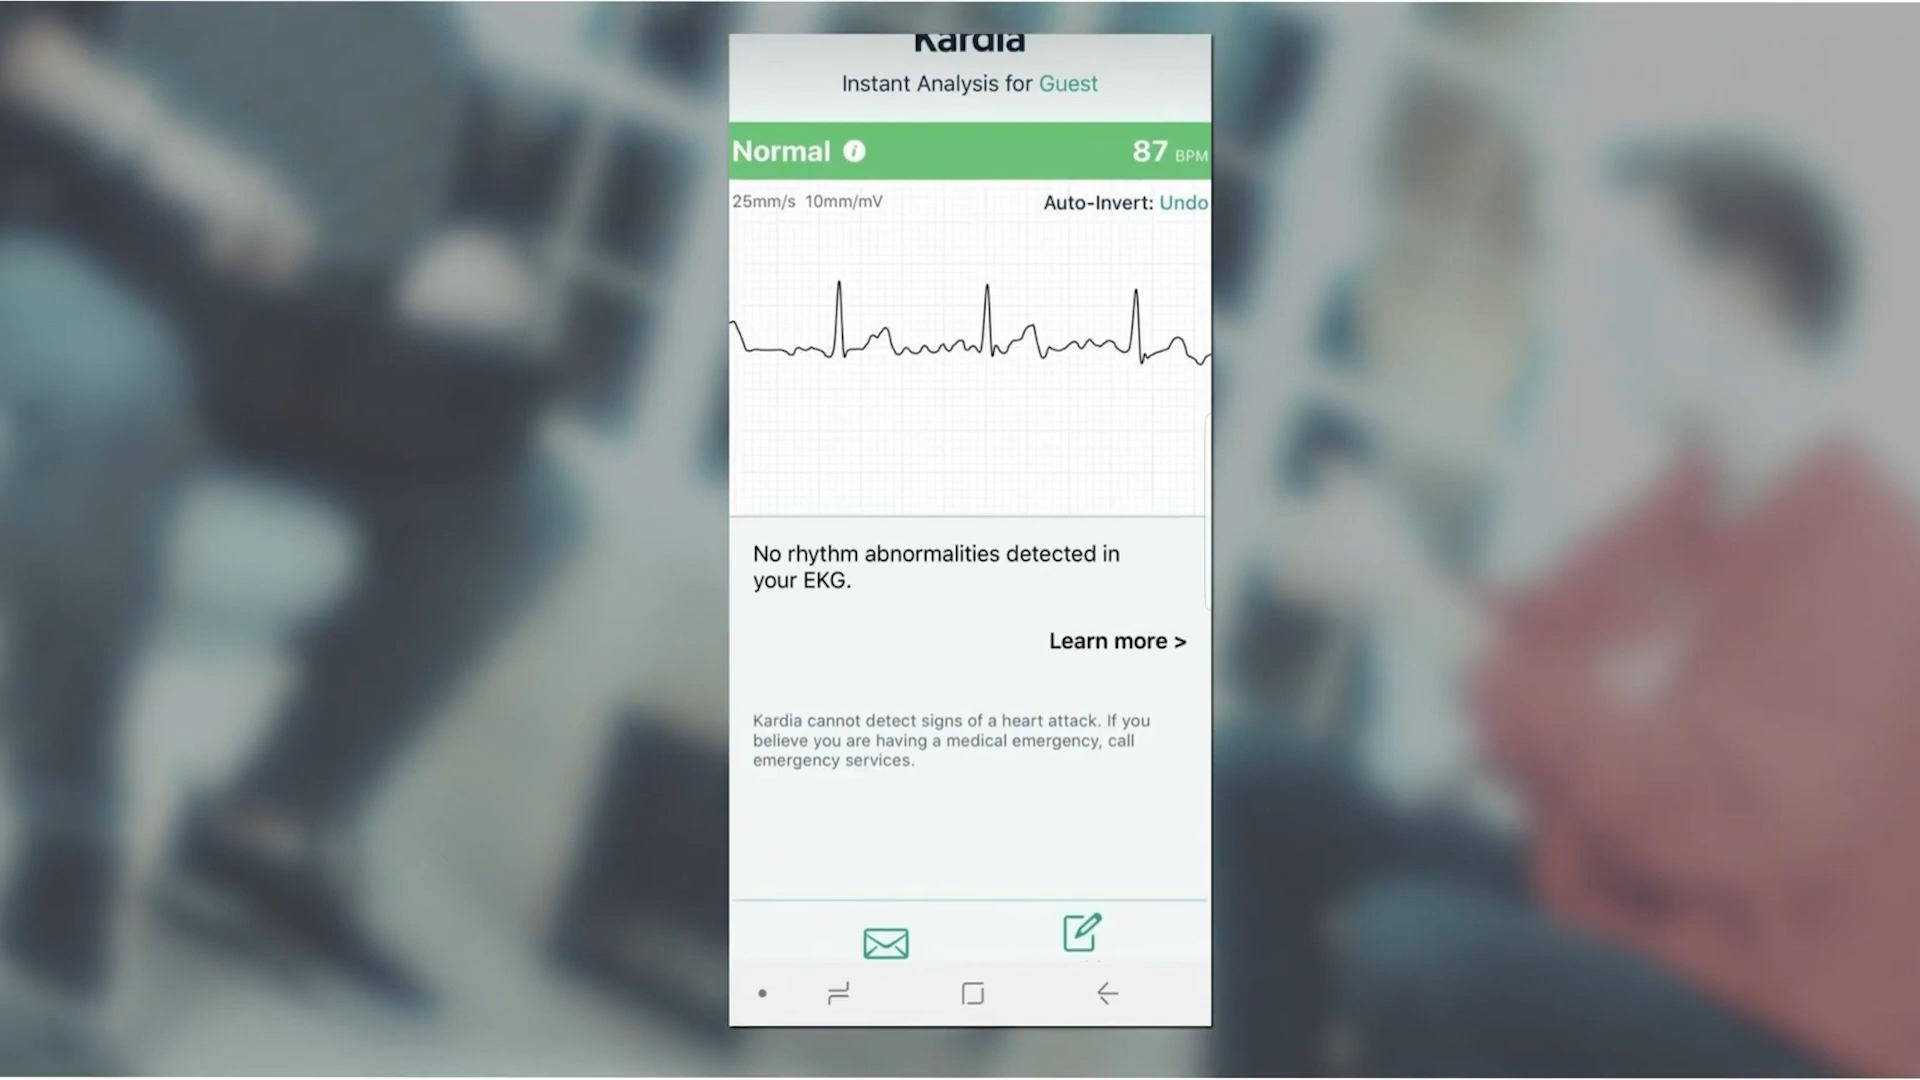 Kardia
Instant Analysis for Guest
Normal i 87 BPM
25mm/s 10mm/mV Auto-Invert: Undo
No rhythm abnormalities detected in
your EKG.
Learn more >
Kardia cannot detect signs of a heart attack. If you
believe you are having a medical emergency, call
emergency services.